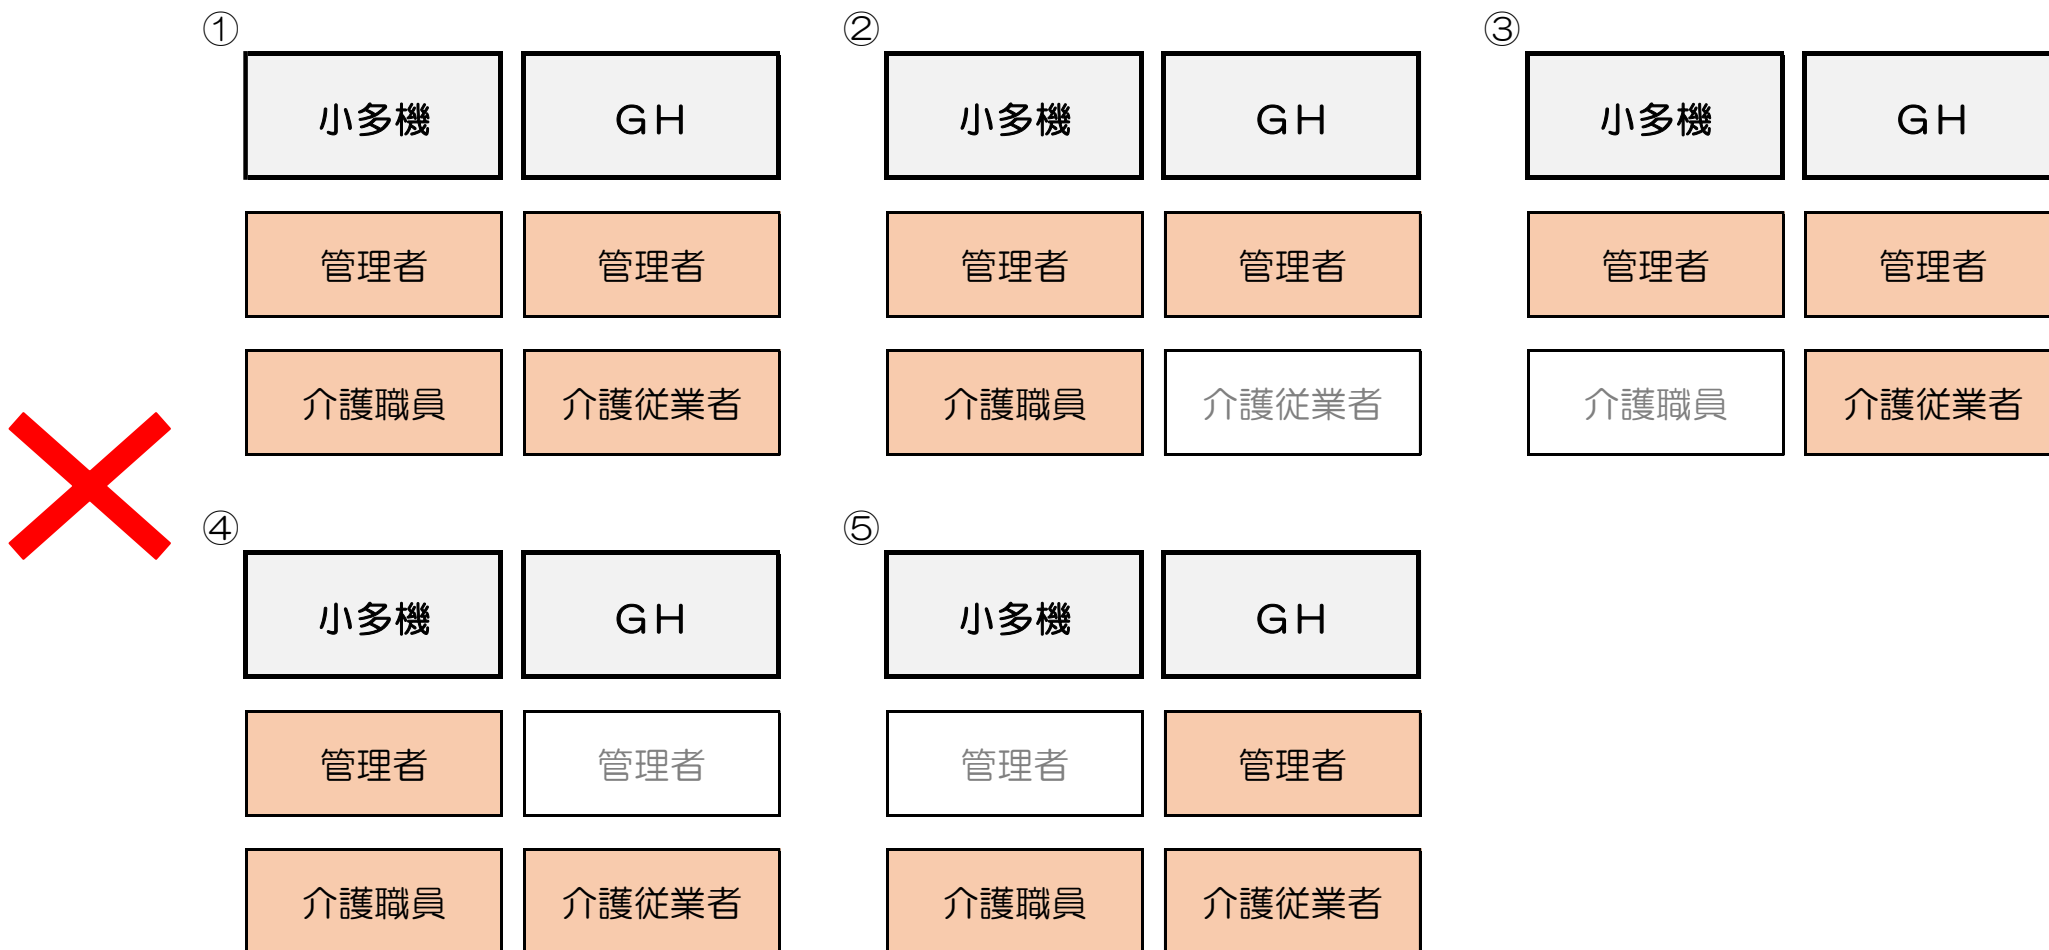 ① ② ③
小多機 ＧＨ 小多機 ＧＨ 小多機 ＧＨ
管理者 管理者 管理者 管理者 管理者 管理者
介護職員 介護従業者 介護職員 介護従業者 介護職員 介護従業者
④ ⑤
小多機 ＧＨ 小多機 ＧＨ
管理者 管理者 管理者 管理者
介護職員 介護従業者 介護職員 介護従業者